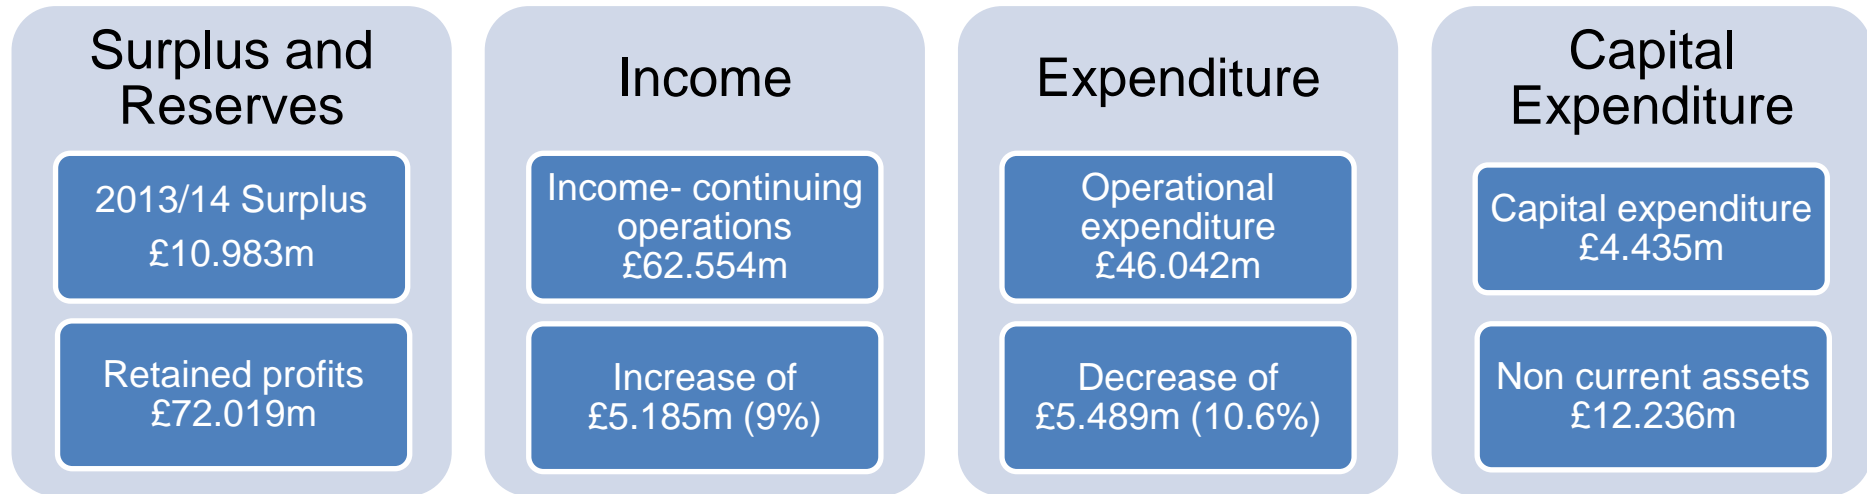 Surplus and
Reserves
2013/14 Surplus
£10.983m
Retained profits
£72.019m
Income
Income- continuing
operations
£62.554m
Increase of
£5.185m (9%)
Expenditure
Operational
expenditure
£46.042m
Decrease of
£5.489m (10.6%)
Capital
Expenditure
Capital expenditure
£4.435m
Non current assets
£12.236m